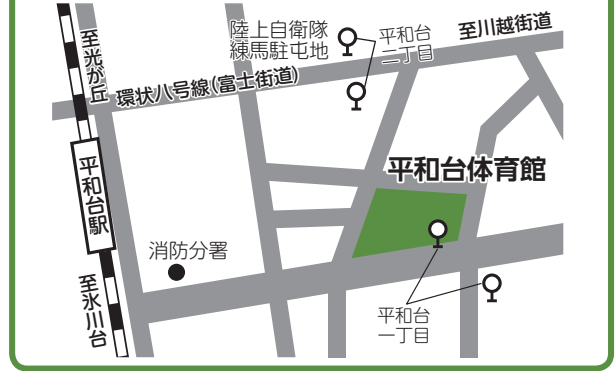 陸上自衛隊
練馬駐屯地
平和台
二丁目
至川越街道
至光が丘
環状八号線(富士街道)
平和台駅
平和台体育館
消防分署
至氷川台
平和台
一丁目